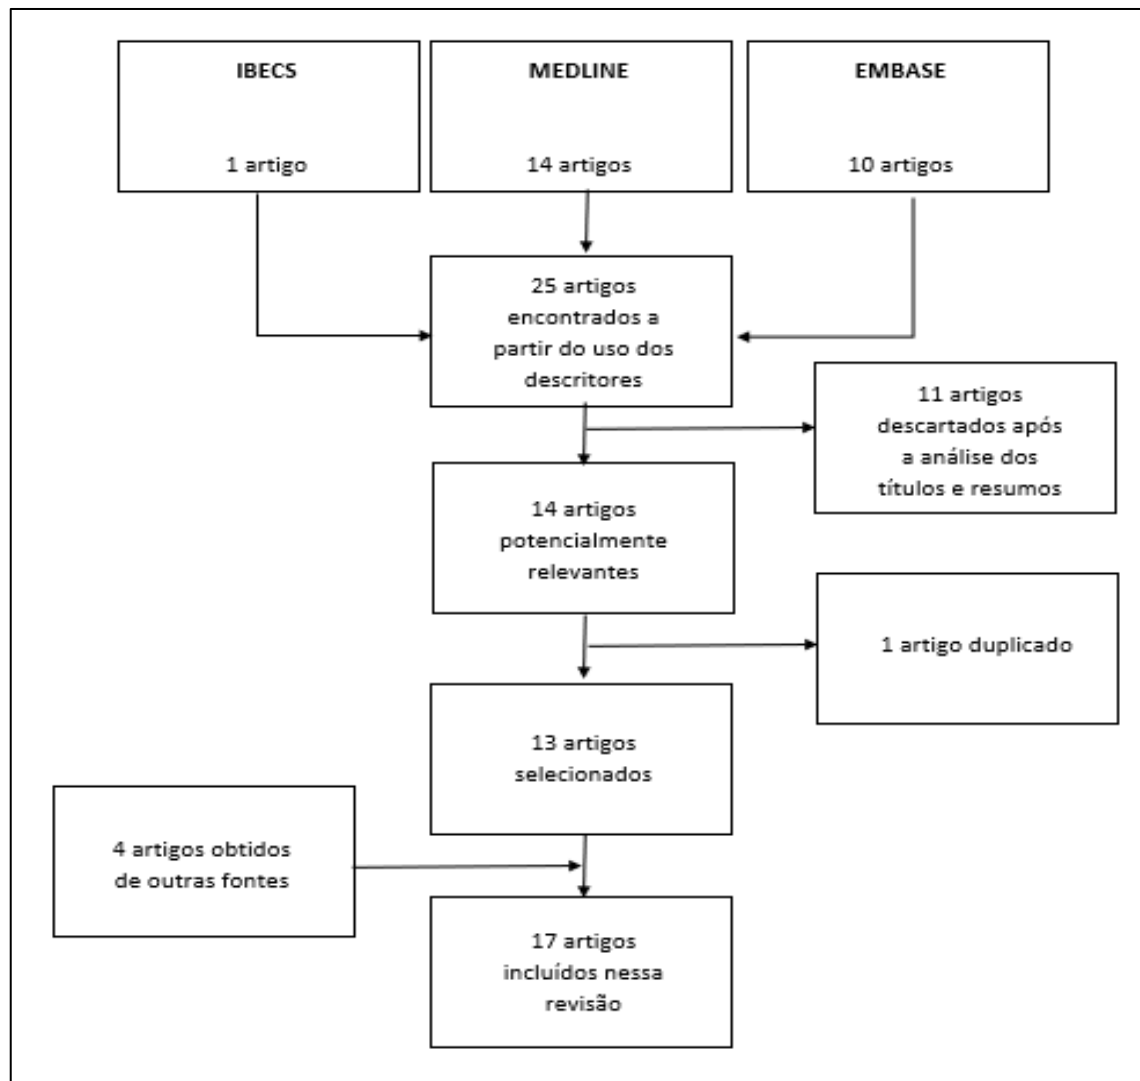 IBECS
1 artigo
MEDLINE
14 artigos
EMBASE
10 artigos
25 artigos
encontrados a
partir do uso dos
descritores
11 artigos
descartados após
a análise dos
títulos e resumos
14 artigos
potencialmente
relevantes
1 artigo duplicado
13 artigos
selecionados
4 artigos obtidos
de outras fontes
17 artigos
incluídos nessa
revisão